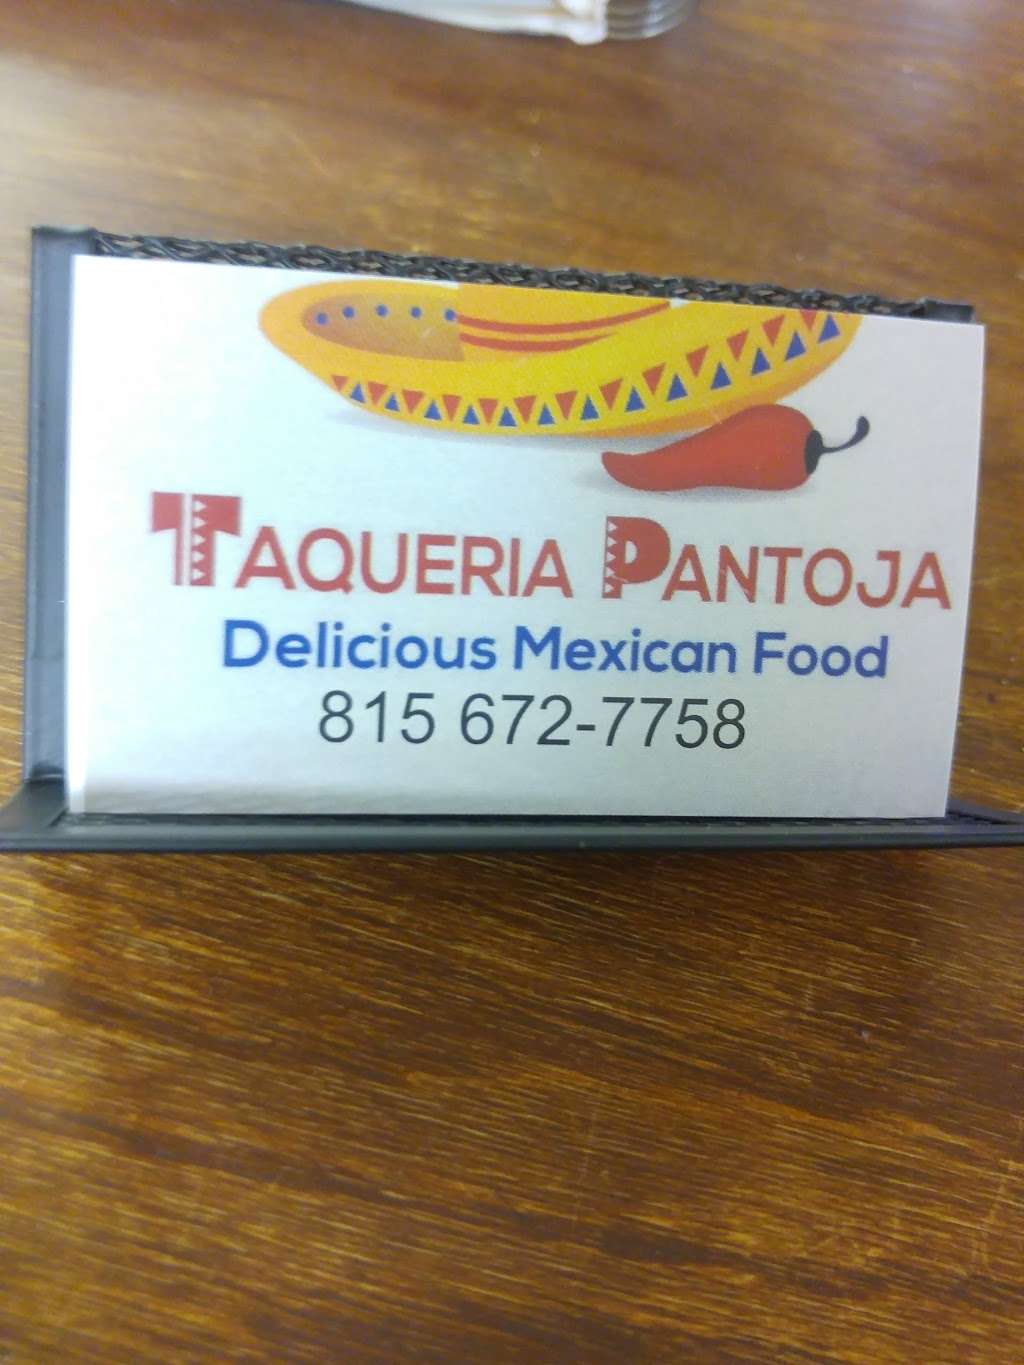 TAQUERIA PANTOJA
Delicious Mexican Food
815 672-7758